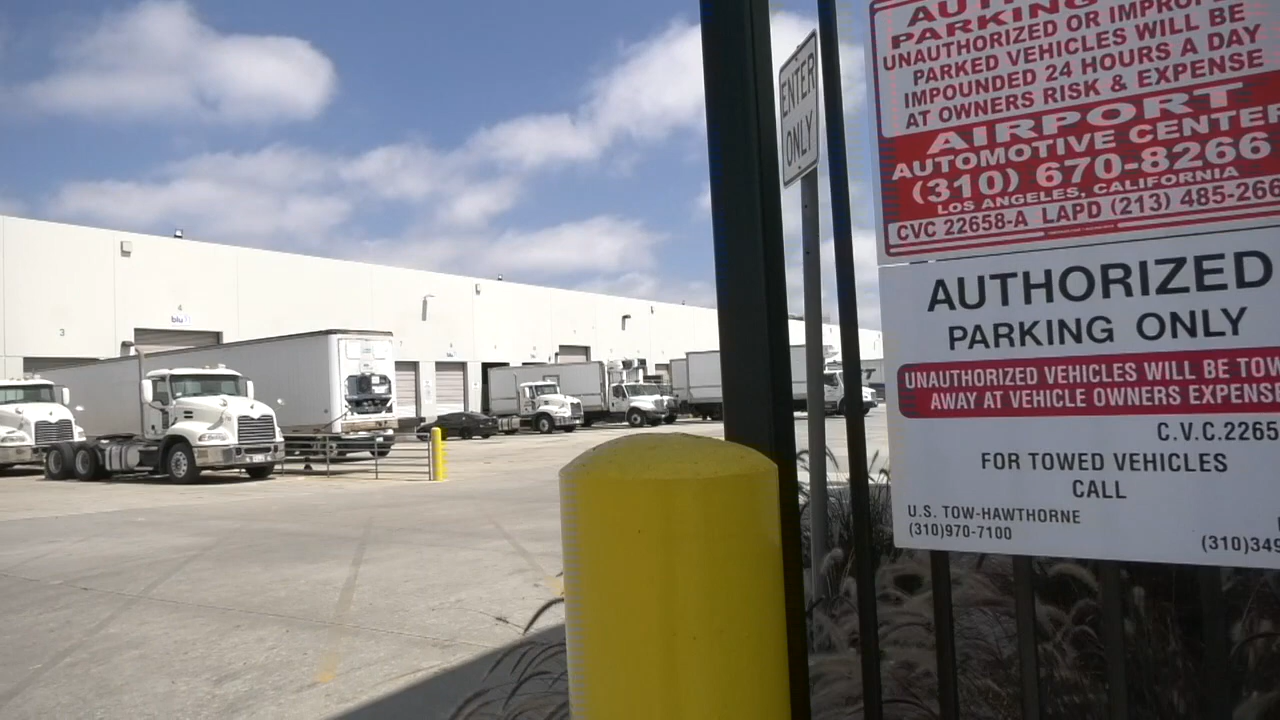 3
4
blu
ENTER
ONLY
PARKING
UNAUTHORIZED OR
PARKED VEHICLES WILL BE
IMPOUNDED 24 HOURS A DAY
AT OWNERS RISK & EXPENSE
AIRPORT
AUTOMOTIVE CENTER
(310) 670-8266
LOS ANGELES, CALIFORNIA
CVC 22658-A LAPD (213) 485-266
AUTHORIZED
PARKING ONLY
UNAUTHORIZED VEHICLES WILL BE TOW
AWAY AT VEHICLE OWNERS EXPENS
C.V.C.2265
FOR TOWED VEHICLES
CALL
U.S. TOW-HAWTHORNE
(310)970-7100
(310)349